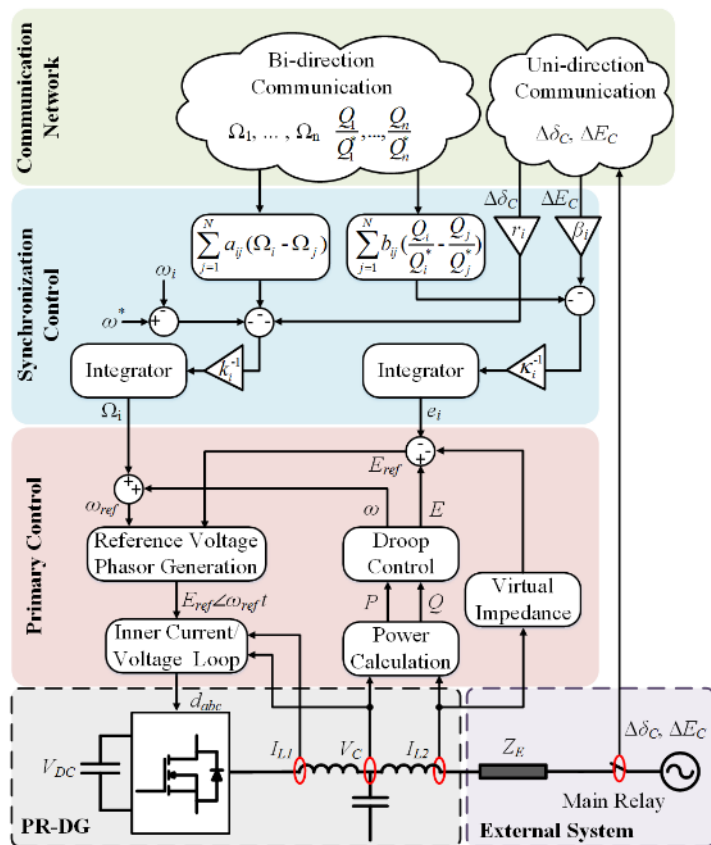 Communication
Network
Bi-direction
Communication
Ω1, ... , Ωn Q1/Q1*,...,Qn/Qn*
Uni-direction
Communication
ΔδC, ΔEC
Synchronization
Control
ΔδC
ΔEC
∑_{j=1}^{N} aij(Ωi - Ωj)
∑_{j=1}^{N} bij(Qi/Qi* - Qj/Qj*)
ri
βi
ωi
ω*
+
-
-
-
-
-
Integrator
ki^-1
Integrator
κi^-1
Ωi
ei
Primary Control
Eref
-
-
+
+
+
ωref
ω
E
Reference Voltage
Phasor Generation
Droop
Control
Virtual
Impedance
Eref∠ωref t
P
Q
Inner Current/
Voltage Loop
Power
Calculation
dabc
VDC
IL1
VC
IL2
ZE
ΔδC, ΔEC
Main Relay
PR-DG
External System